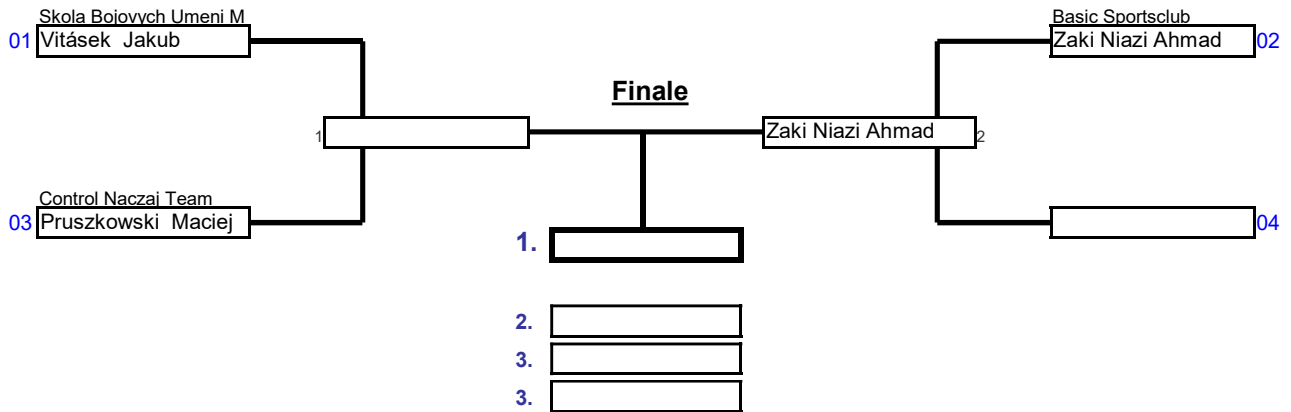 Skola Bojovych Umeni M
01 Vitásek Jakub
Basic Sportsclub
Zaki Niazi Ahmad 02
Finale
1
Zaki Niazi Ahmad 2
Control Naczaj Team
03 Pruszkowski Maciej
04
1.
2.
3.
3.